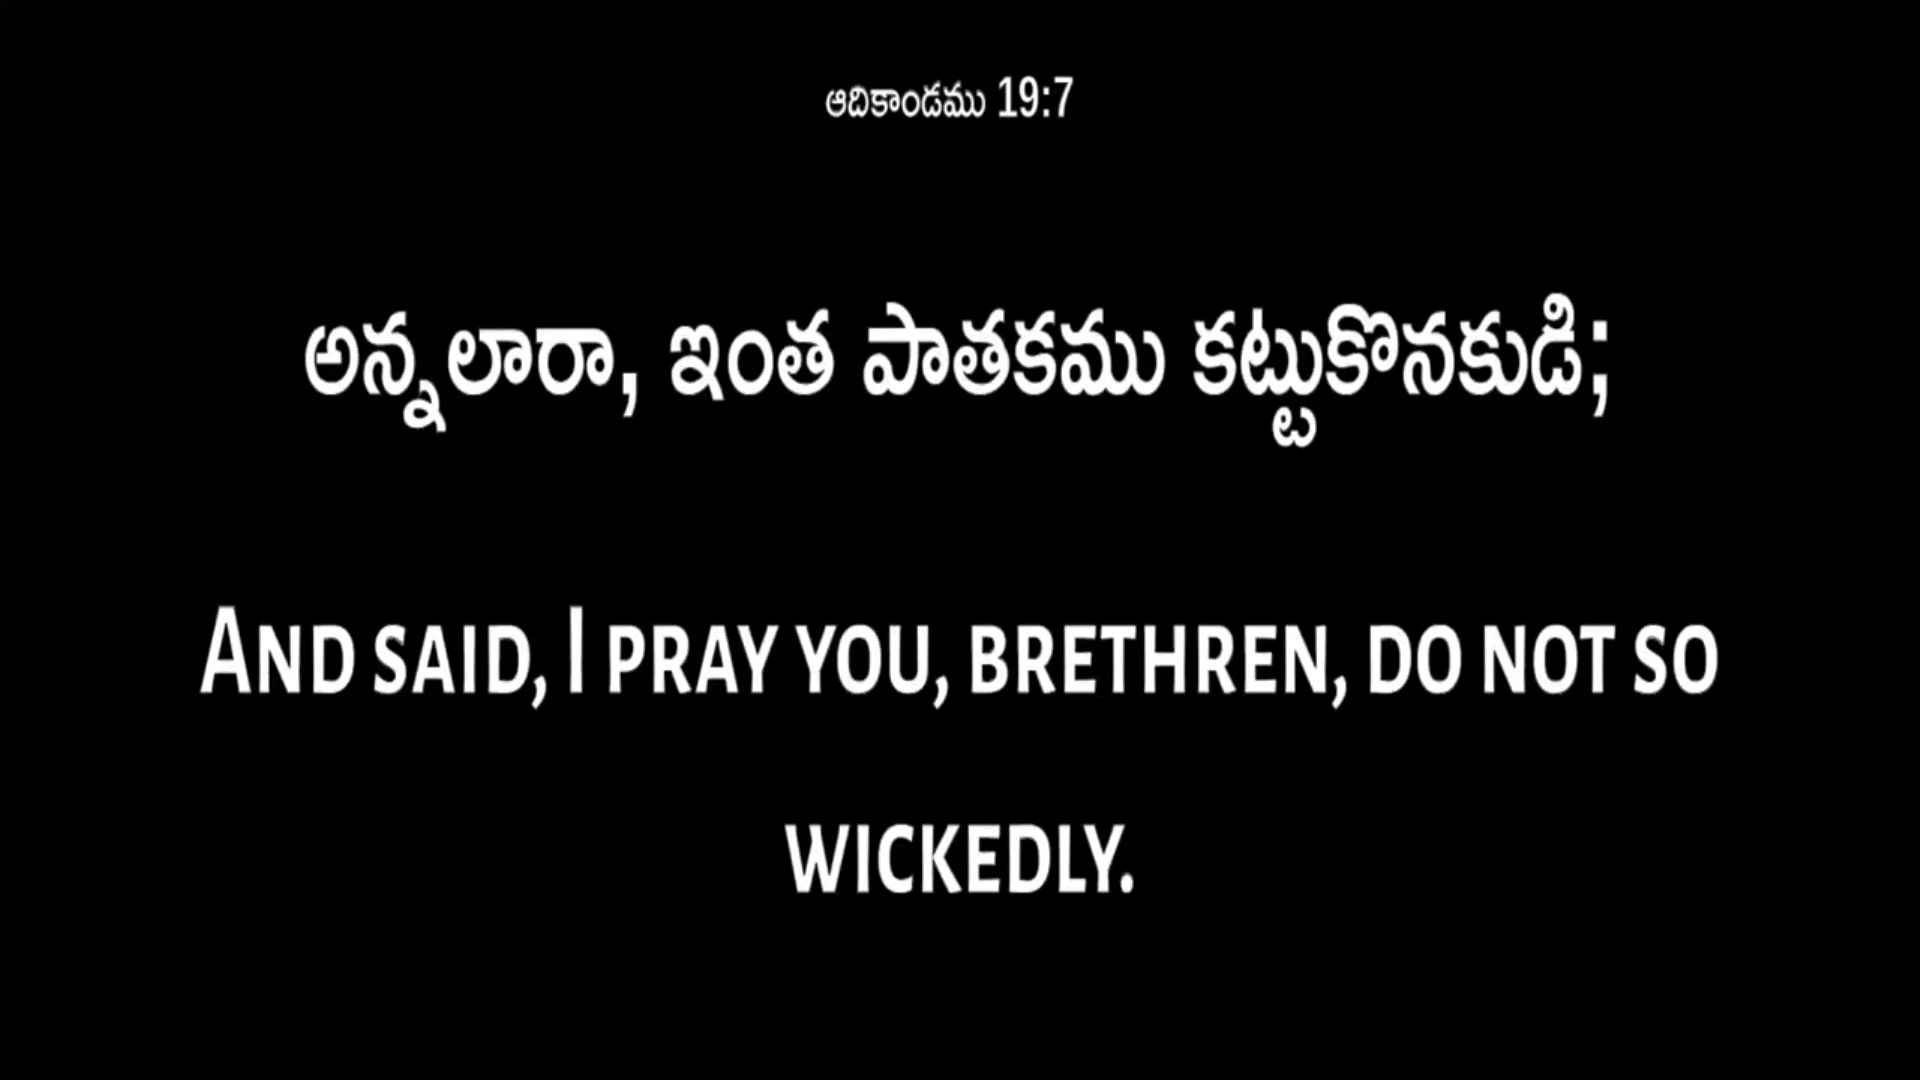 ఆదికాండము 19:7
అన్నలారా, ఇంత పాతకము కట్టుకొనకుడి;
And said, I pray you, brethren, do not so
wickedly.